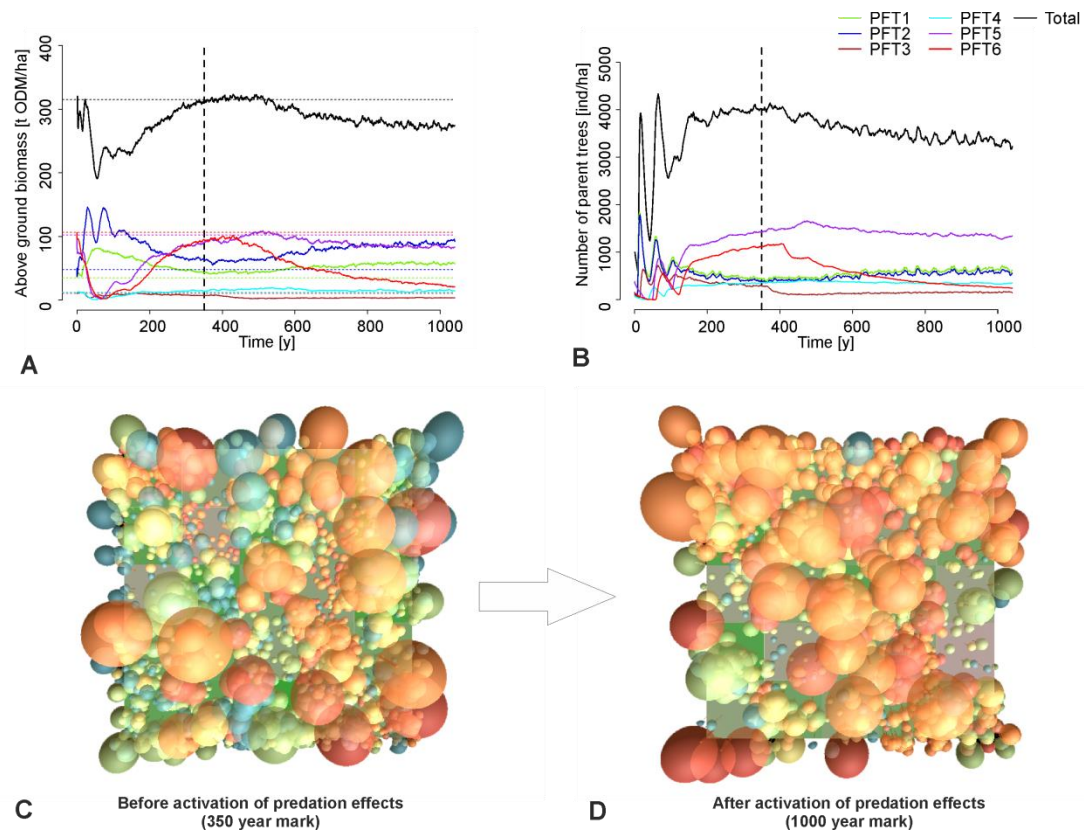 PFT1 PFT4 Total
PFT2 PFT5
PFT3 PFT6
Above ground biomass [t ODM/ha]
400
300
200
100
0
0 200 400 600 800 1000
Time [y]
A
Number of parent trees [ind/ha]
5000
4000
3000
2000
1000
0
0 200 400 600 800 1000
Time [y]
B
C
Before activation of predation effects
(350 year mark)
D
After activation of predation effects
(1000 year mark)